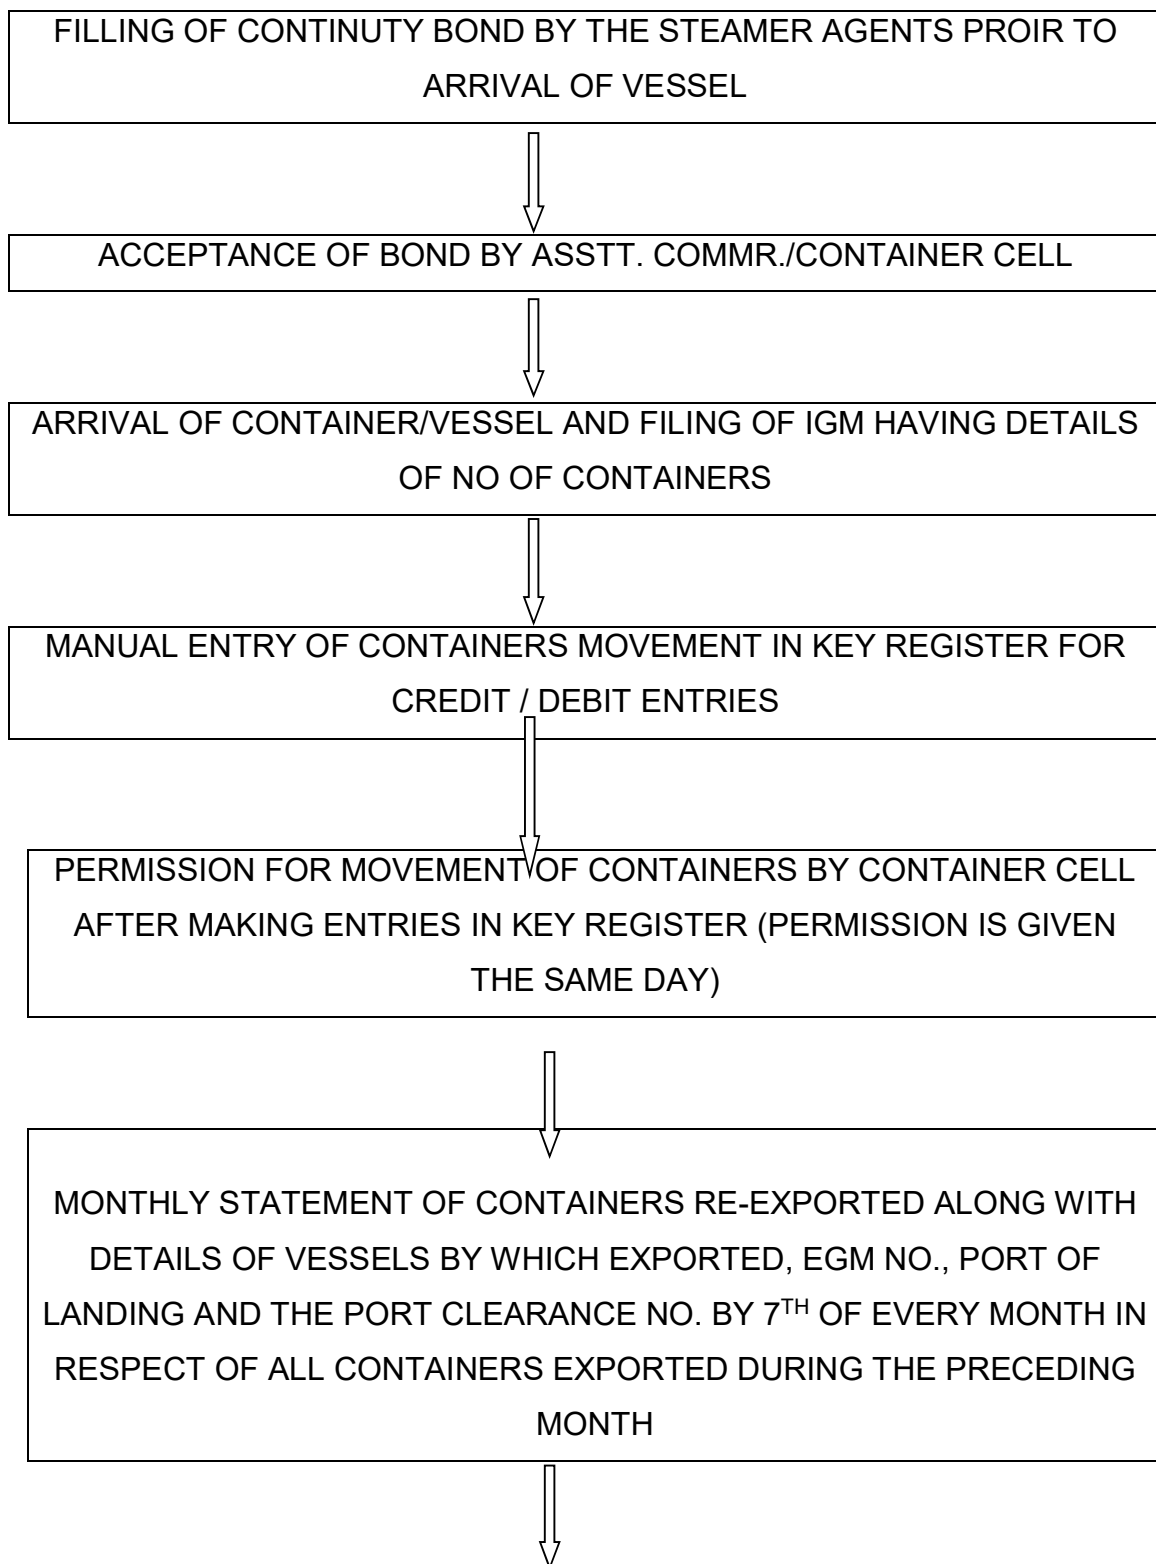 FILLING OF CONTINUTY BOND BY THE STEAMER AGENTS PROIR TO
ARRIVAL OF VESSEL
ACCEPTANCE OF BOND BY ASSTT. COMMR./CONTAINER CELL
ARRIVAL OF CONTAINER/VESSEL AND FILING OF IGM HAVING DETAILS
OF NO OF CONTAINERS
MANUAL ENTRY OF CONTAINERS MOVEMENT IN KEY REGISTER FOR
CREDIT / DEBIT ENTRIES
PERMISSION FOR MOVEMENT OF CONTAINERS BY CONTAINER CELL
AFTER MAKING ENTRIES IN KEY REGISTER (PERMISSION IS GIVEN
THE SAME DAY)
MONTHLY STATEMENT OF CONTAINERS RE-EXPORTED ALONG WITH
DETAILS OF VESSELS BY WHICH EXPORTED, EGM NO., PORT OF
LANDING AND THE PORT CLEARANCE NO. BY 7TH OF EVERY MONTH IN
RESPECT OF ALL CONTAINERS EXPORTED DURING THE PRECEDING
MONTH